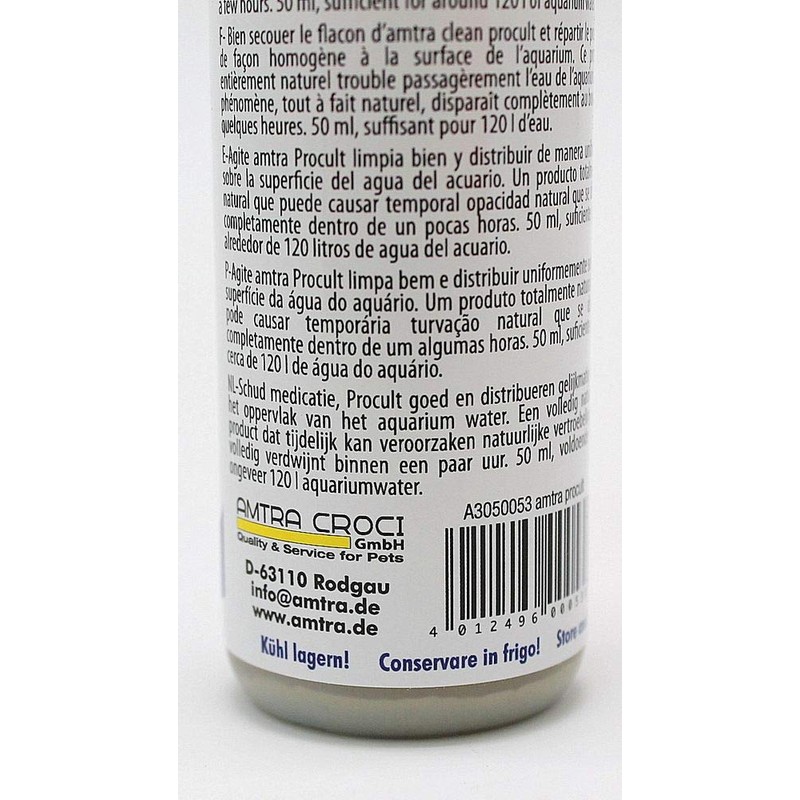 a few hours. 50 ml, sufficient for around 120 l of aquarium
F- Bien secouer le flacon d'amtra clean procult et répartir le
de façon homogène à la surface de l'aquarium. Ce
entièrement naturel trouble passagèrement l'eau de
phénomène, tout à fait naturel, disparaît complètement au
quelques heures. 50 ml, suffisant pour 120 l d'eau.
E-Agite amtra Procult limpia bien y distribuir de manera
sobre la superficie del agua del acuario. Un producto
natural que puede causar temporal opacidad natural que se
completamente dentro de un pocas horas. 50 ml,
alrededor de 120 litros de agua del acuario.
P-Agite amtra Procult limpa bem e distribuir uniformemente
superfície da água do aquário. Um produto totalmente
pode causar temporária turvação natural que se
completamente dentro de um algumas horas. 50 ml,
cerca de 120 l de água do aquário.
NL-Schud medicatie, Procult goed en distribueren
het oppervlak van het aquarium water. Een volledig
product dat tijdelijk kan veroorzaken natuurlijke
volledig verdwijnt binnen een paar uur. 50 ml,
ongeveer 120 l aquariumwater.
AMTRA CROCI
GmbH
Quality & Service for Pets
D-63110 Rodgau
info@amtra.de
www.amtra.de
A3050053 amtra procult
4 012496 000
Kühl lagern! Conservare in frigo! Store